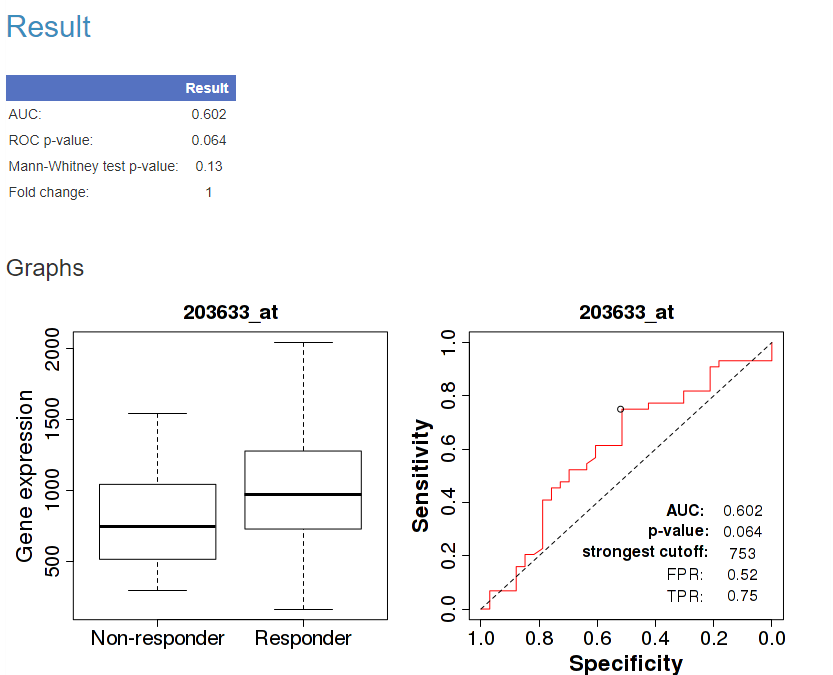 Result
Result
AUC: 0.602
ROC p-value: 0.064
Mann-Whitney test p-value: 0.13
Fold change: 1
Graphs
203633_at
Gene expression
2000
1500
1000
500
Non-responder Responder
203633_at
Sensitivity
1.0
0.8
0.6
0.4
0.2
0.0
AUC: 0.602
p-value: 0.064
strongest cutoff: 753
FPR: 0.52
TPR: 0.75
1.0 0.8 0.6 0.4 0.2 0.0
Specificity